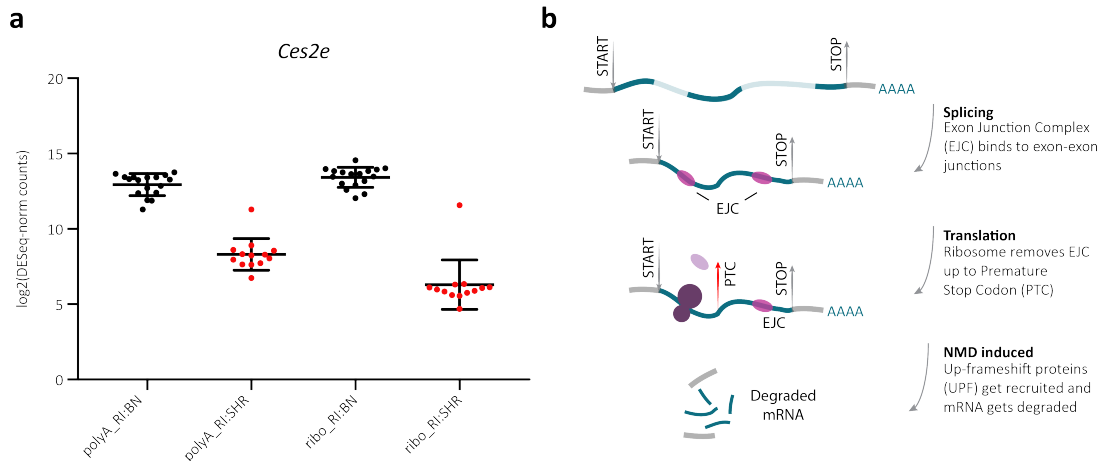 a
Ces2e
log2(DESeq-norm counts)
20
15
10
5
0
polyA_RI:BN
polyA_RI:SHR
ribo_RI:BN
ribo_RI:SHR
b
START
STOP
AAAA
Splicing
Exon Junction Complex
(EJC) binds to exon-exon
junctions
START
STOP
AAAA
EJC
Translation
Ribosome removes EJC
up to Premature
Stop Codon (PTC)
START
PTC
STOP
EJC
AAAA
NMD induced
Up-frameshift proteins
(UPF) get recruited and
mRNA gets degraded
Degraded
mRNA